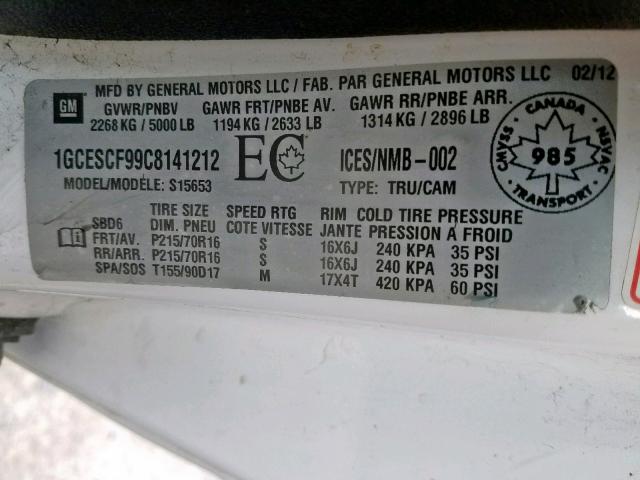 MFD BY GENERAL MOTORS LLC / FAB. PAR GENERAL MOTORS LLC 02/12
GM
GVWR/PNBV GAWR FRT/PNBE AV. GAWR RR/PNBE ARR.
2268 KG / 5000 LB 1194 KG / 2633 LB 1314 KG / 2896 LB
1GCESCF99C8141212 EC ICES/NMB-002
MODEL/MODÈLE: S15653 TYPE: TRU/CAM
CANADA CMVSS NSVAC 985 TRANSPORT
TIRE SIZE SPEED RTG RIM COLD TIRE PRESSURE
SBD6 DIM. PNEU COTE VITESSE JANTE PRESSION À FROID
FRT/AV. P215/70R16 S 16X6J 240 KPA 35 PSI
RR/ARR. P215/70R16 S 16X6J 240 KPA 35 PSI
SPA/SOS T155/90D17 M 17X4T 420 KPA 60 PSI